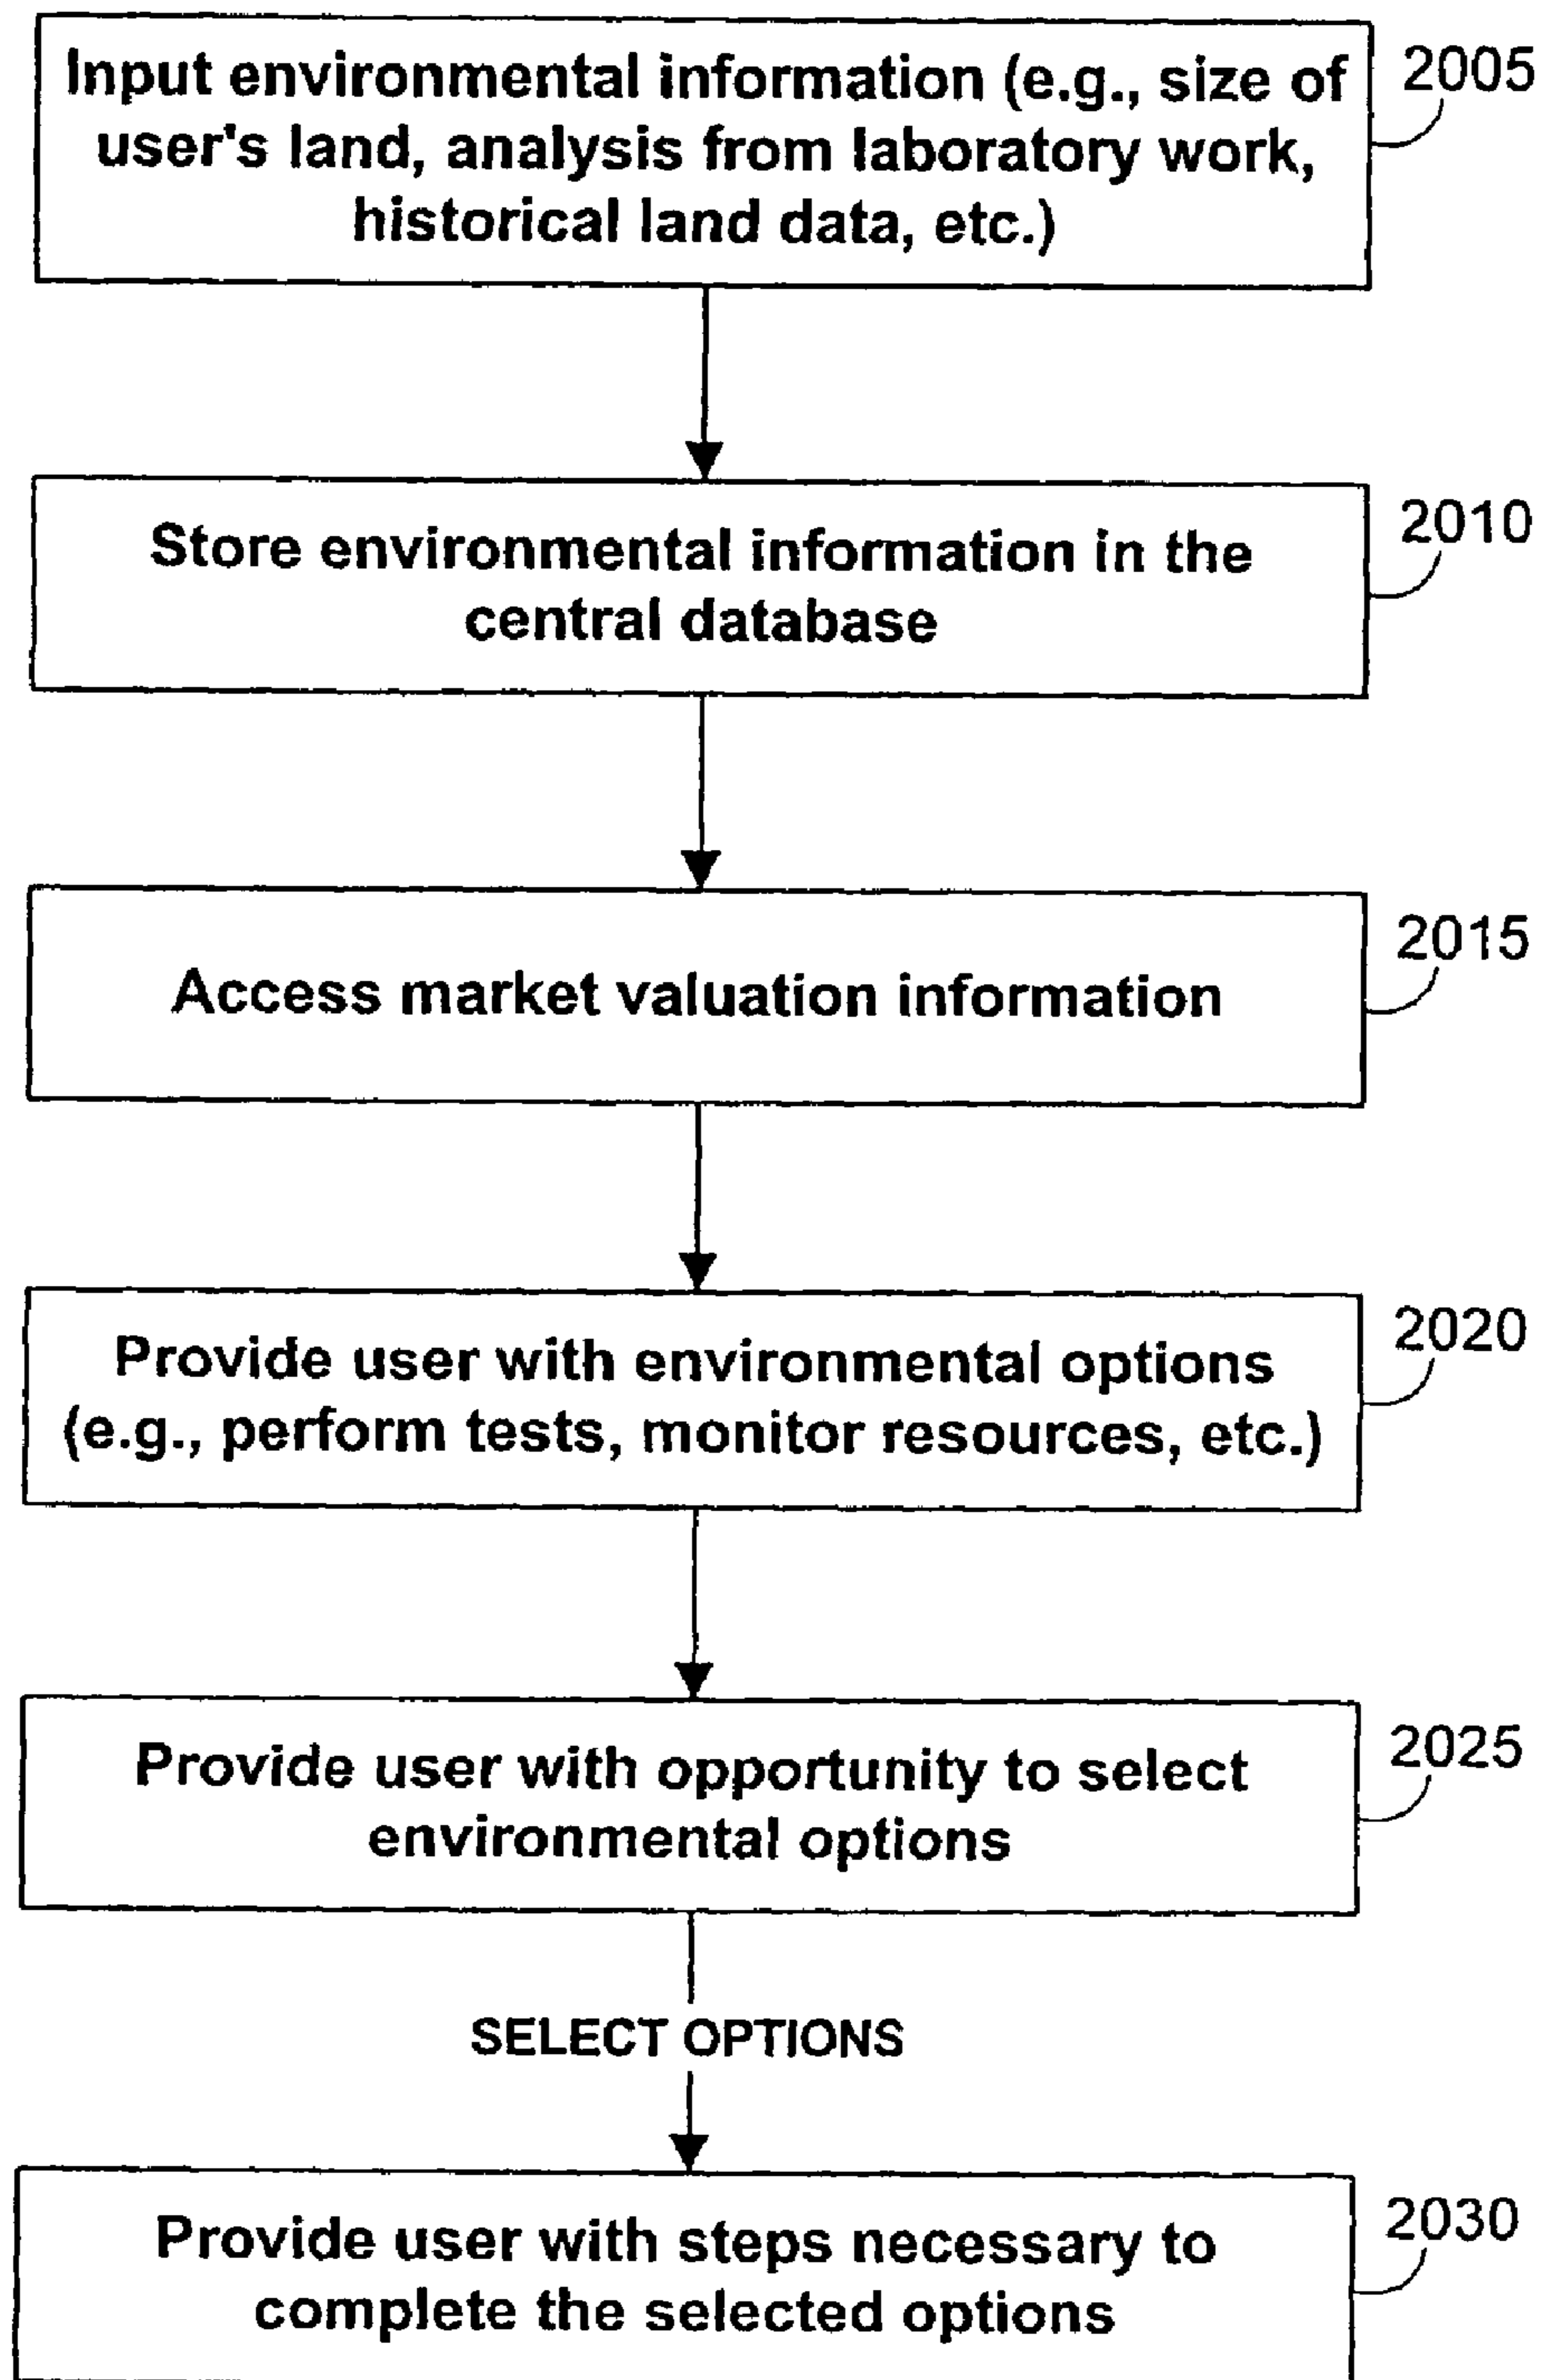 Input environmental information (e.g., size of
user's land, analysis from laboratory work,
historical land data, etc.)
2005
Store environmental information in the
central database
2010
Access market valuation information
2015
Provide user with environmental options
(e.g., perform tests, monitor resources, etc.)
2020
Provide user with opportunity to select
environmental options
2025
SELECT OPTIONS
Provide user with steps necessary to
complete the selected options
2030